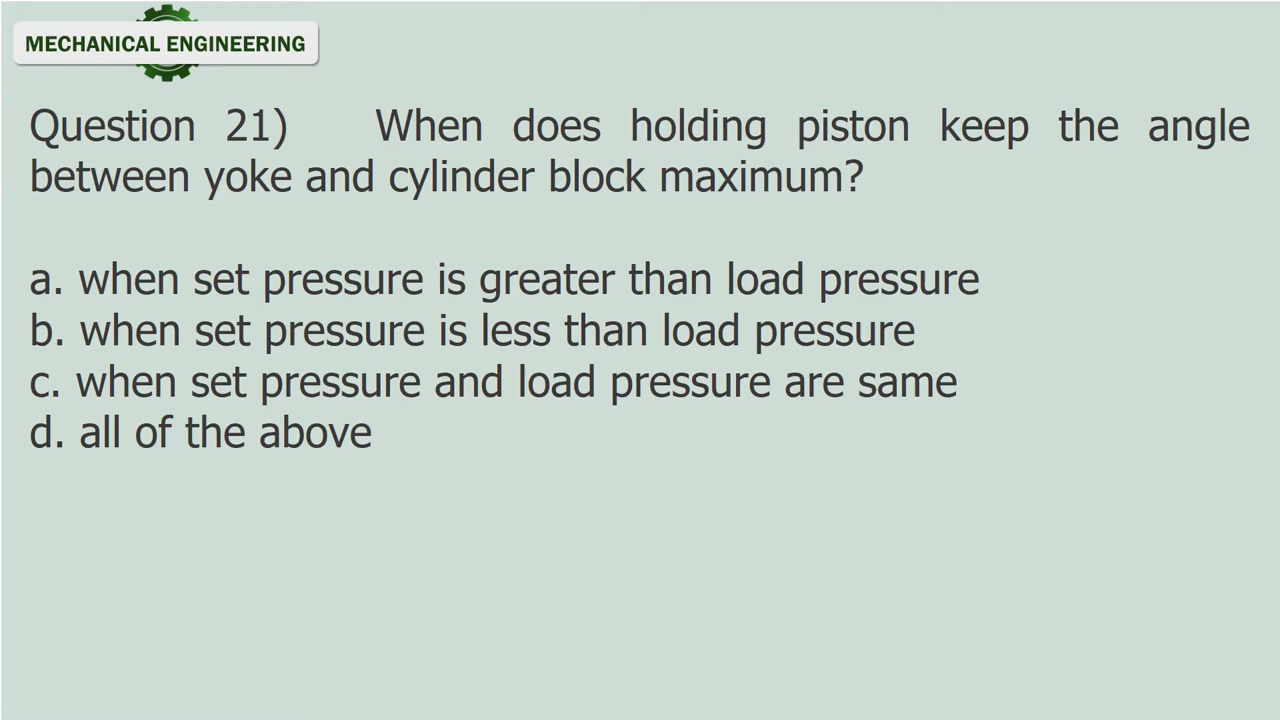 MECHANICAL ENGINEERING
Question 21) When does holding piston keep the angle
between yoke and cylinder block maximum?
a. when set pressure is greater than load pressure
b. when set pressure is less than load pressure
c. when set pressure and load pressure are same
d. all of the above